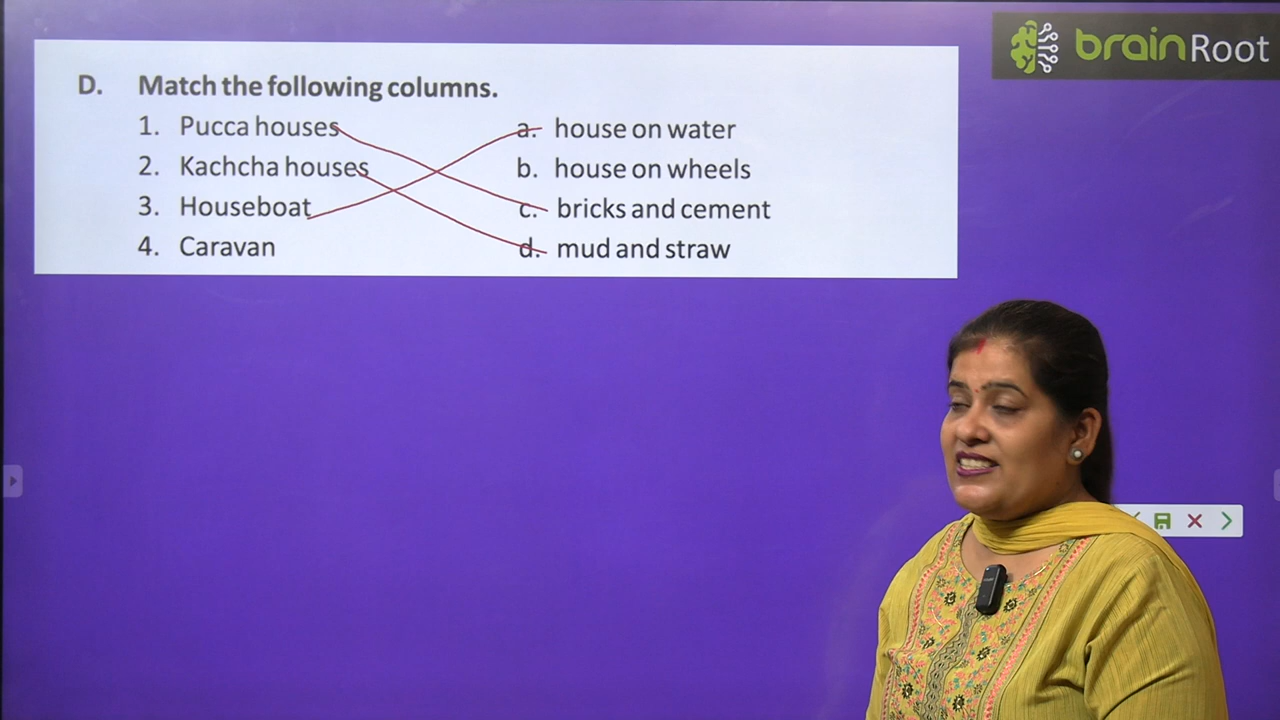 brainRoot
D. Match the following columns.
1. Pucca houses a. house on water
2. Kachcha houses b. house on wheels
3. Houseboat c. bricks and cement
4. Caravan d. mud and straw